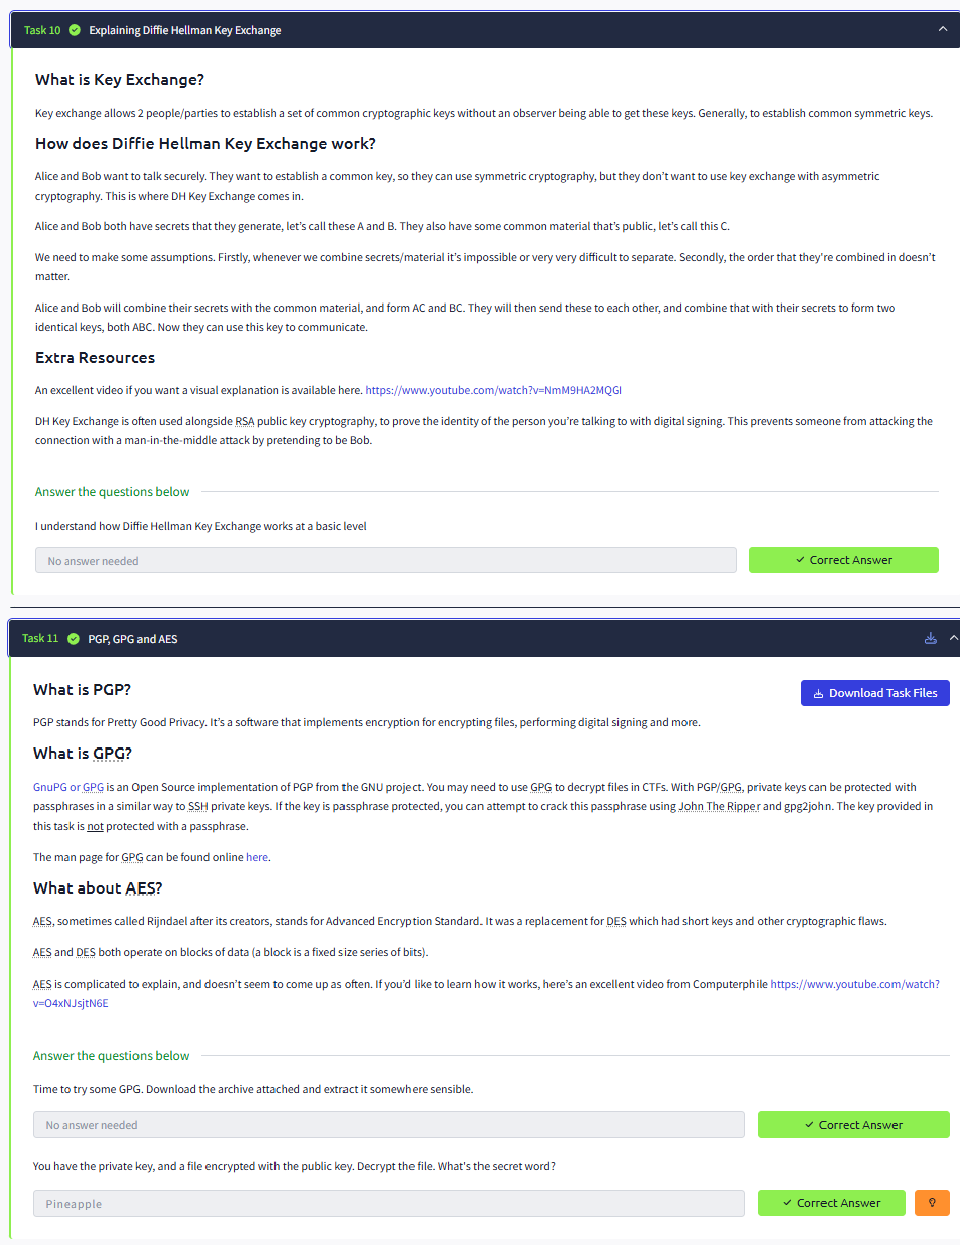 Task 10 Explaining Diffie Hellman Key Exchange
What is Key Exchange?
Key exchange allows 2 people/parties to establish a set of common cryptographic keys without an observer being able to get these keys. Generally, to establish common symmetric keys.
How does Diffie Hellman Key Exchange work?
Alice and Bob want to talk securely. They want to establish a common key, so they can use symmetric cryptography, but they don't want to use key exchange with asymmetric
cryptography. This is where DH Key Exchange comes in.
Alice and Bob both have secrets that they generate, let's call these A and B. They also have some common material that's public, let's call this C.
We need to make some assumptions. Firstly, whenever we combine secrets/material it's impossible or very very difficult to separate. Secondly, the order that they're combined in doesn't
matter.
Alice and Bob will combine their secrets with the common material, and form AC and BC. They will then send these to each other, and combine that with their secrets to form two
identical keys, both ABC. Now they can use this key to communicate.
Extra Resources
An excellent video if you want a visual explanation is available here. https://www.youtube.com/watch?v=NmM9HA2MQGI
DH Key Exchange is often used alongside RSA public key cryptography, to prove the identity of the person you're talking to with digital signing. This prevents someone from attacking the
connection with a man-in-the-middle attack by pretending to be Bob.
Answer the questions below
I understand how Diffie Hellman Key Exchange works at a basic level
No answer needed
Correct Answer
Task 11 PGP, GPG and AES
What is PGP?
Download Task Files
PGP stands for Pretty Good Privacy. It's a software that implements encryption for encrypting files, performing digital signing and more.
What is GPG?
GnuPG or GPG is an Open Source implementation of PGP from the GNU project. You may need to use GPG to decrypt files in CTFs. With PGP/GPG, private keys can be protected with
passphrases in a similar way to SSH private keys. If the key is passphrase protected, you can attempt to crack this passphrase using John The Ripper and gpg2john. The key provided in
this task is not protected with a passphrase.
The man page for GPG can be found online here.
What about AES?
AES, sometimes called Rijndael after its creators, stands for Advanced Encryption Standard. It was a replacement for DES which had short keys and other cryptographic flaws.
AES and DES both operate on blocks of data (a block is a fixed size series of bits).
AES is complicated to explain, and doesn't seem to come up as often. If you'd like to learn how it works, here's an excellent video from Computerphile https://www.youtube.com/watch?
v=O4xNJsjtN6E
Answer the questions below
Time to try some GPG. Download the archive attached and extract it somewhere sensible.
No answer needed
Correct Answer
You have the private key, and a file encrypted with the public key. Decrypt the file. What's the secret word?
Pineapple
Correct Answer